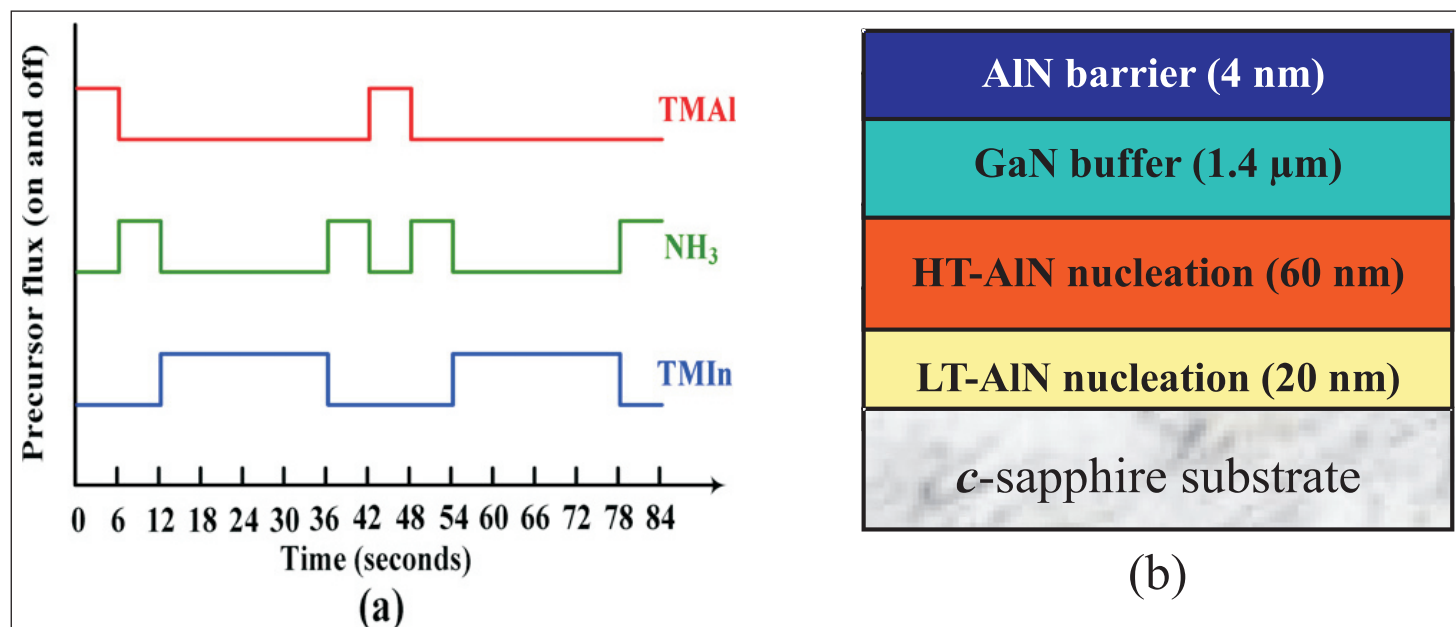 Precursor flux (on and off)
TMAl
NH₃
TMIn
0 6 12 18 24 30 36 42 48 54 60 66 72 78 84
Time (seconds)
(a)
AlN barrier (4 nm)
GaN buffer (1.4 µm)
HT-AlN nucleation (60 nm)
LT-AlN nucleation (20 nm)
c-sapphire substrate
(b)